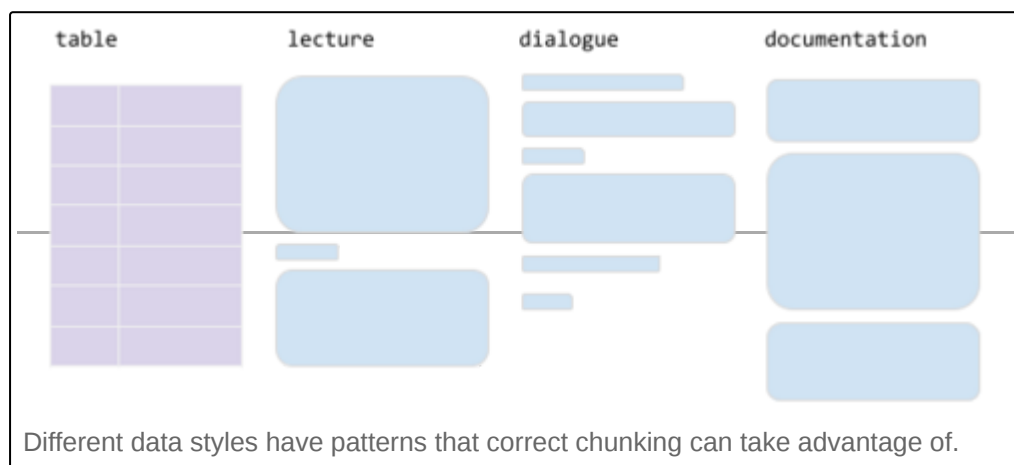 table lecture dialogue documentation
Different data styles have patterns that correct chunking can take advantage of.